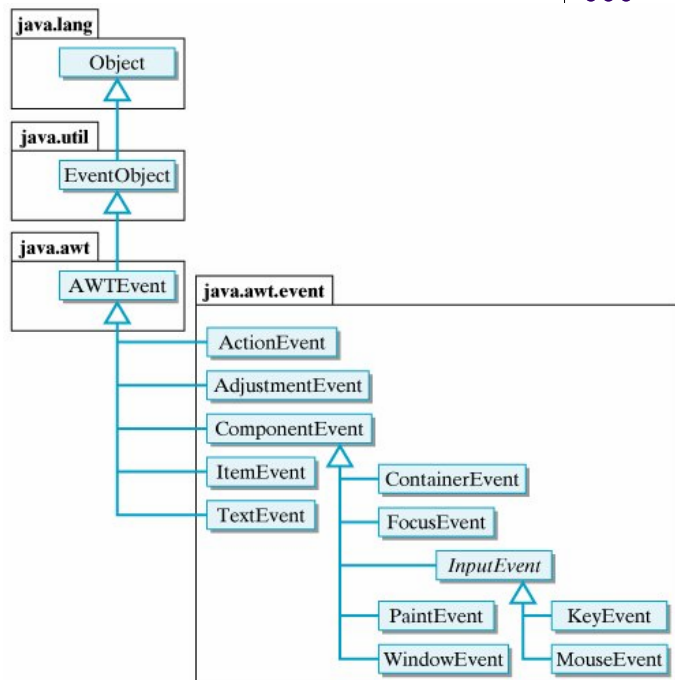 java.lang
Object
java.util
EventObject
java.awt
AWTEvent
java.awt.event
ActionEvent
AdjustmentEvent
ComponentEvent
ItemEvent
ContainerEvent
TextEvent
FocusEvent
InputEvent
PaintEvent
KeyEvent
WindowEvent
MouseEvent